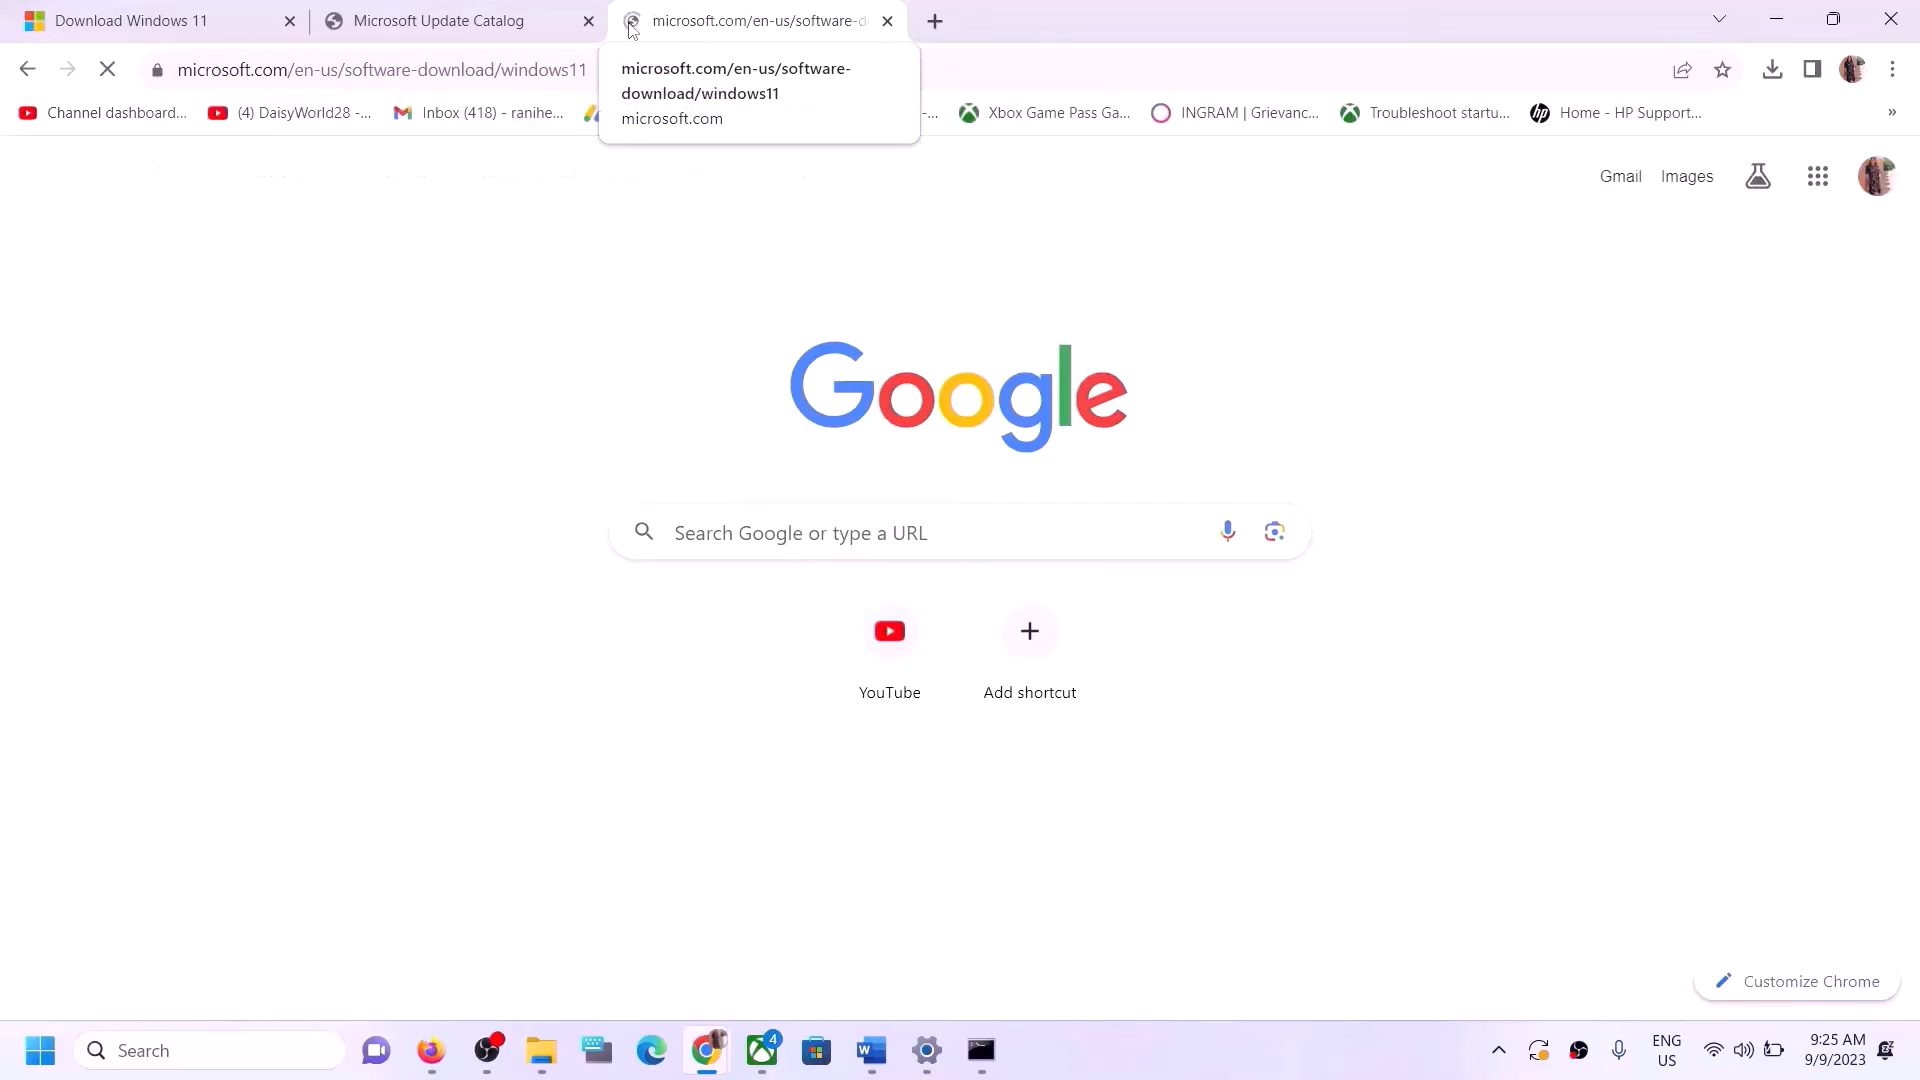 Download Windows 11
Microsoft Update Catalog
microsoft.com/en-us/software-d
microsoft.com/en-us/software-download/windows11
microsoft.com/en-us/software-
download/windows11
microsoft.com
Channel dashboard...
(4) DaisyWorld28 -...
Inbox (418) - ranihe...
-...
Xbox Game Pass Ga...
INGRAM | Grievanc...
Troubleshoot startu...
Home - HP Support...
»
Gmail
Images
Google
Search Google or type a URL
YouTube
Add shortcut
Customize Chrome
Search
4
ENG
US
9:25 AM
9/9/2023